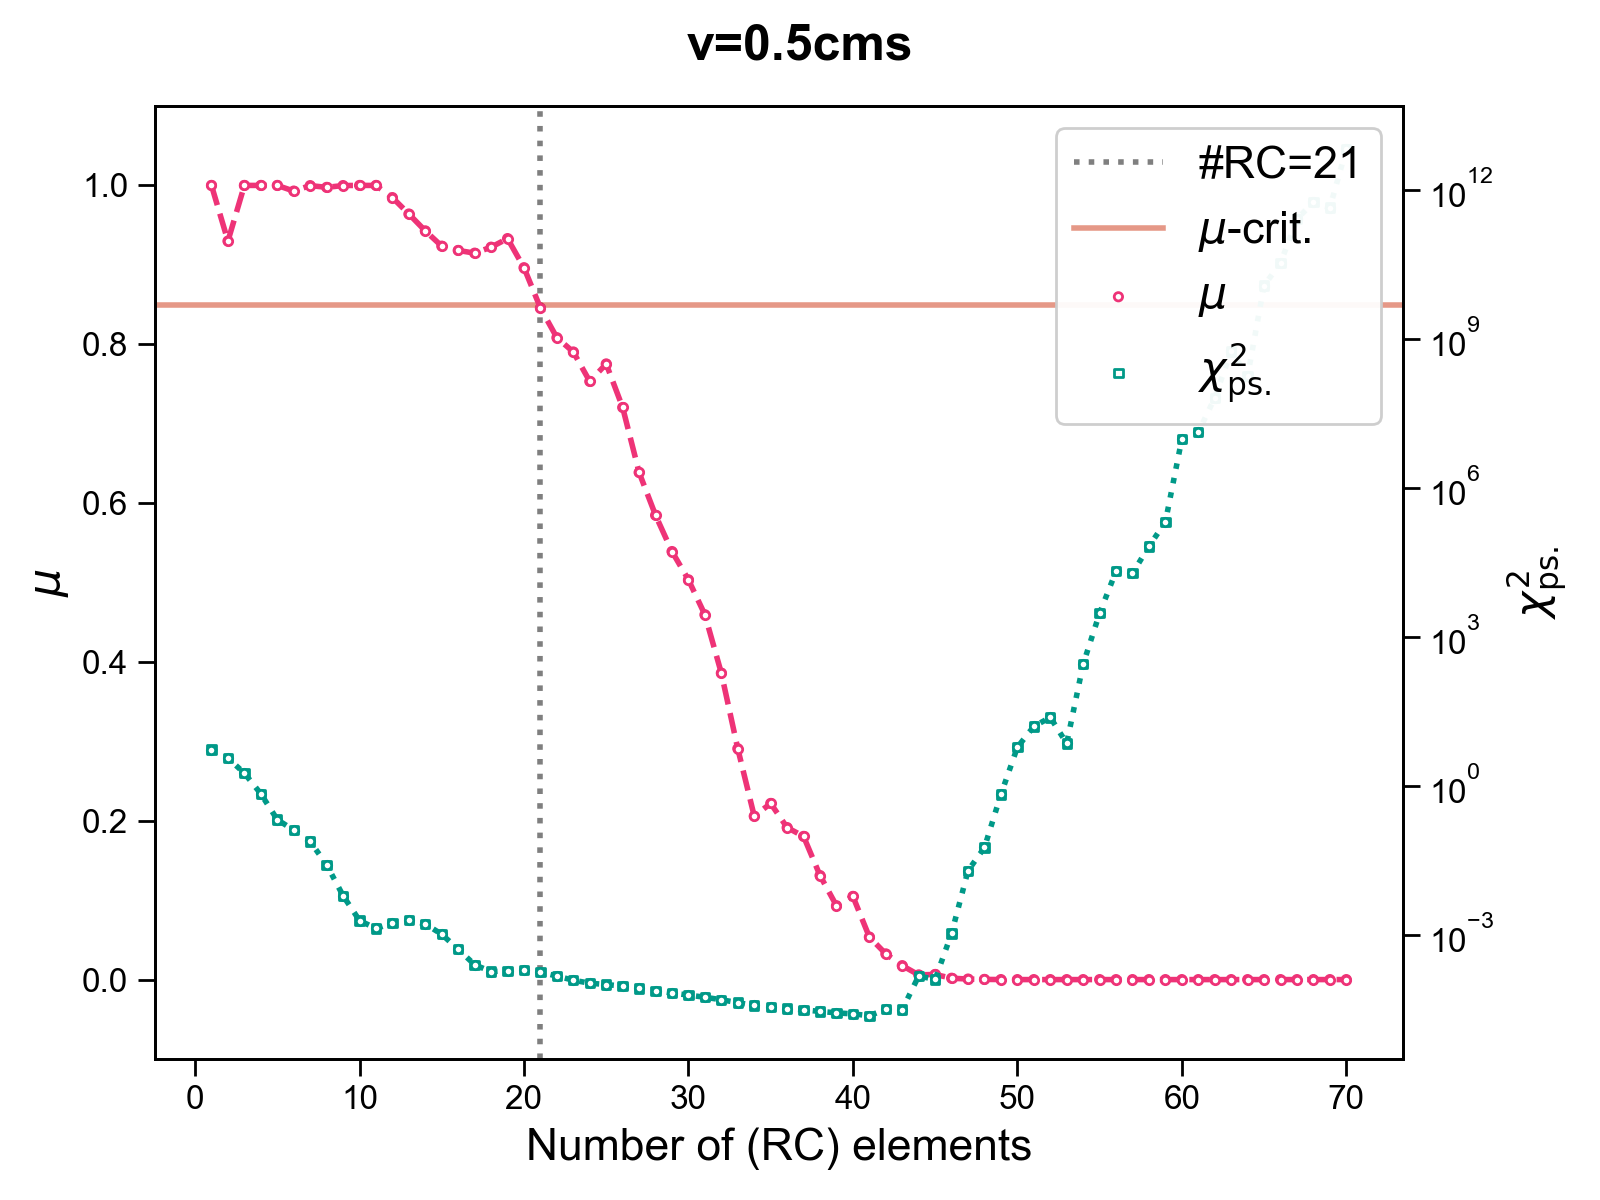 v=0.5cms
#RC=21
μ-crit.
μ
χ²ps.
1.0
0.8
0.6
0.4
0.2
0.0
μ
10¹²
10⁹
10⁶
10³
10⁰
10⁻³
χ²ps.
0 10 20 30 40 50 60 70
Number of (RC) elements